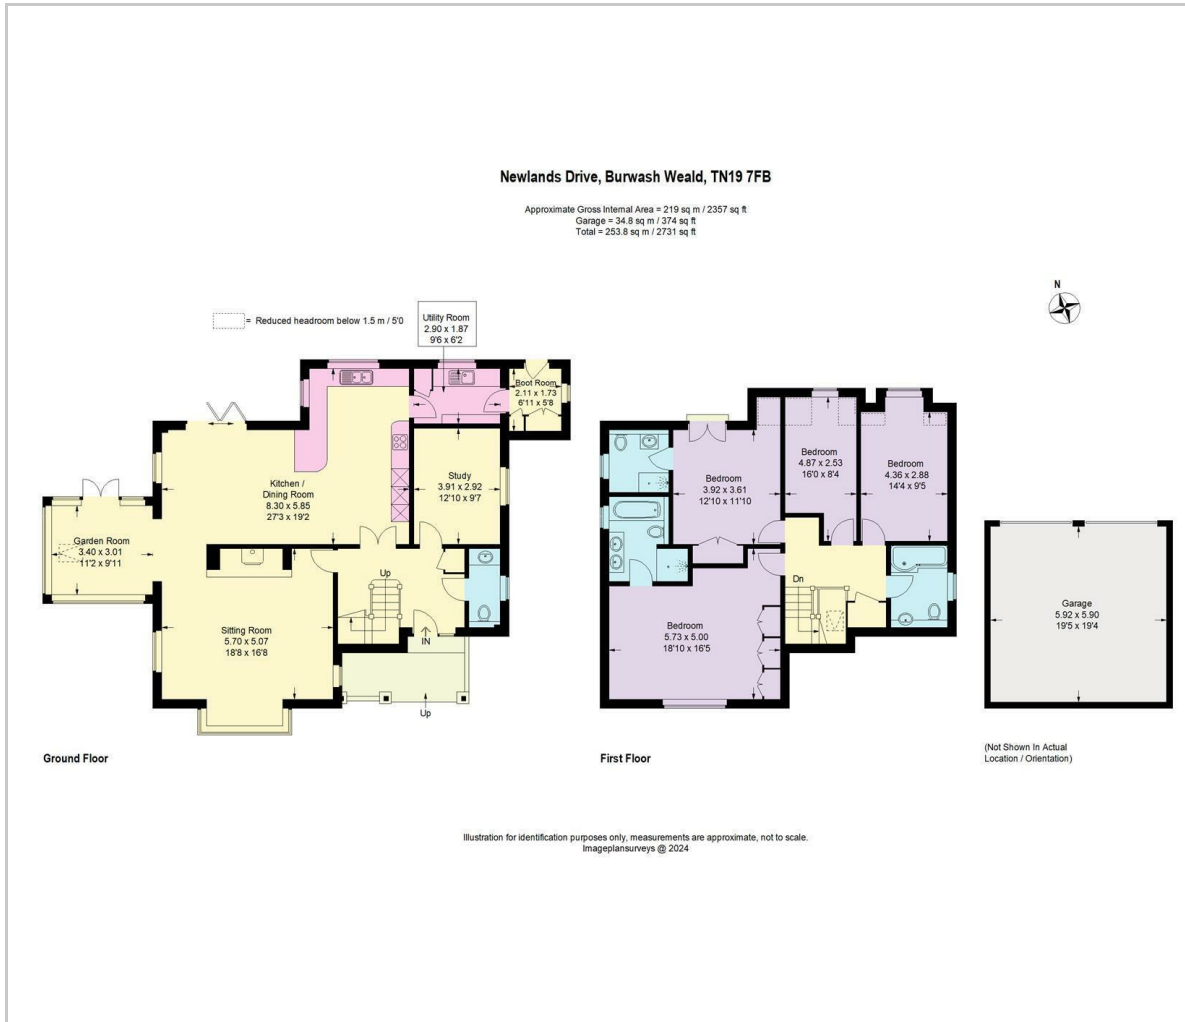 Newlands Drive, Burwash Weald, TN19 7FB
Approximate Gross Internal Area = 219 sq m / 2357 sq ft
Garage = 34.8 sq m / 374 sq ft
Total = 253.8 sq m / 2731 sq ft
N
= Reduced headroom below 1.5 m / 5'0
Utility Room
2.90 x 1.87
9'6 x 6'2
Boot Room
2.11 x 1.73
6'11 x 5'8
Kitchen /
Dining Room
8.30 x 5.85
27'3 x 19'2
Study
3.91 x 2.92
12'10 x 9'7
Garden Room
3.40 x 3.01
11'2 x 9'11
Sitting Room
5.70 x 5.07
18'8 x 16'8
Up
IN
Up
Ground Floor
Bedroom
3.92 x 3.61
12'10 x 11'10
Bedroom
4.87 x 2.53
16'0 x 8'4
Bedroom
4.36 x 2.88
14'4 x 9'5
Dn
Bedroom
5.73 x 5.00
18'10 x 16'5
First Floor
Garage
5.92 x 5.90
19'5 x 19'4
(Not Shown In Actual
Location / Orientation)
Illustration for identification purposes only, measurements are approximate, not to scale.
Imageplansurveys @ 2024